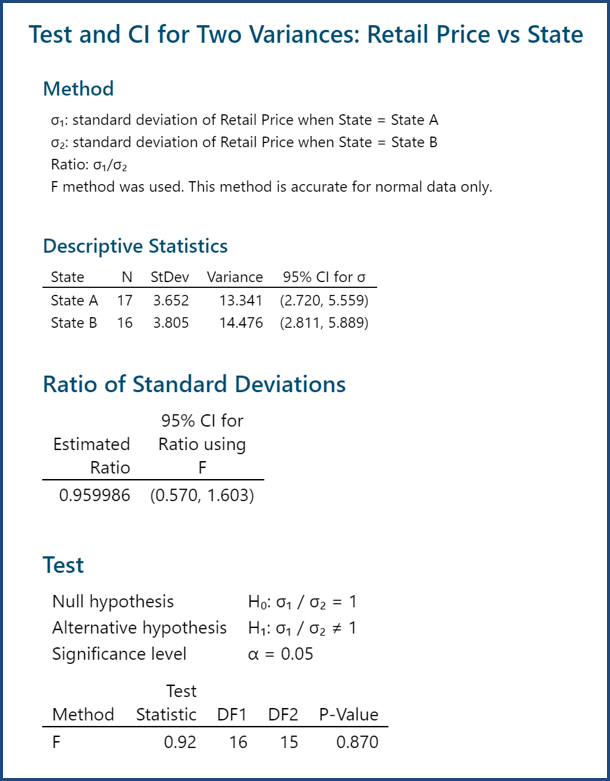 Test and CI for Two Variances: Retail Price vs State
Method
σ₁: standard deviation of Retail Price when State = State A
σ₂: standard deviation of Retail Price when State = State B
Ratio: σ₁/σ₂
F method was used. This method is accurate for normal data only.
Descriptive Statistics
State N StDev Variance 95% CI for σ
State A 17 3.652 13.341 (2.720, 5.559)
State B 16 3.805 14.476 (2.811, 5.889)
Ratio of Standard Deviations
95% CI for
Estimated Ratio using
Ratio F
0.959986 (0.570, 1.603)
Test
Null hypothesis H₀: σ₁ / σ₂ = 1
Alternative hypothesis H₁: σ₁ / σ₂ ≠ 1
Significance level α = 0.05
Test
Method Statistic DF1 DF2 P-Value
F 0.92 16 15 0.870